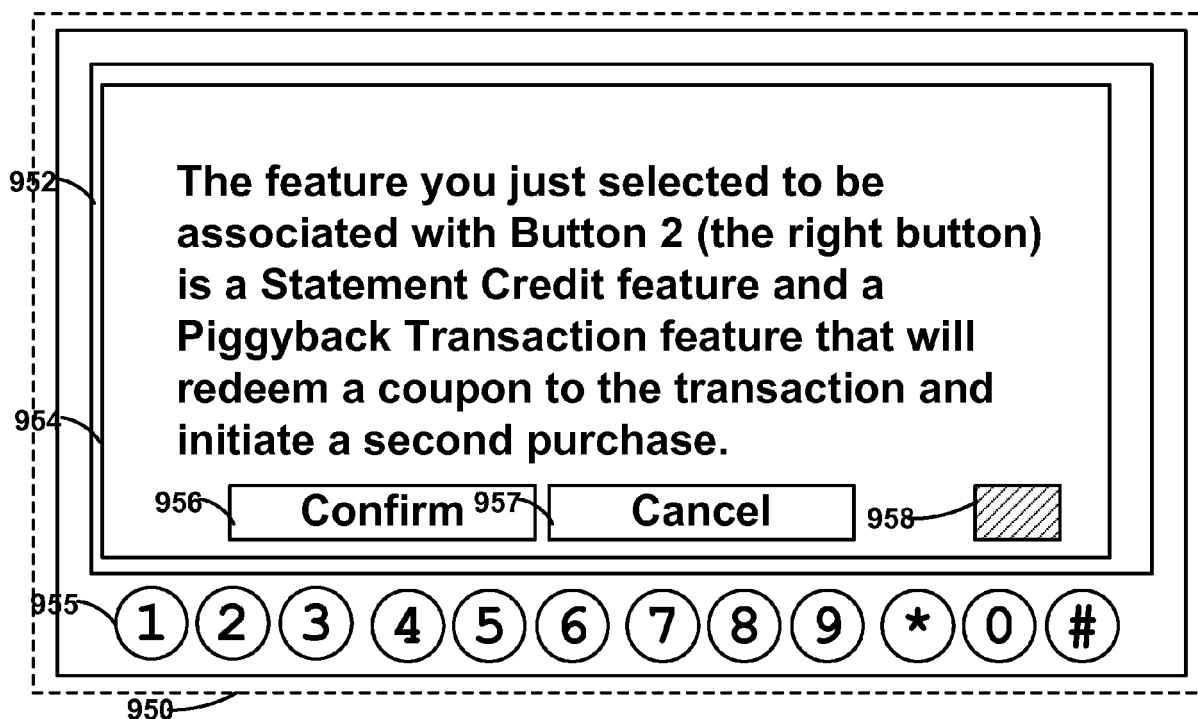 952
The feature you just selected to be
associated with Button 2 (the right button)
is a Statement Credit feature and a
Piggyback Transaction feature that will
964
redeem a coupon to the transaction and
initiate a second purchase.
956 Confirm 957 Cancel 958
955 1 2 3 4 5 6 7 8 9 * 0 #
950